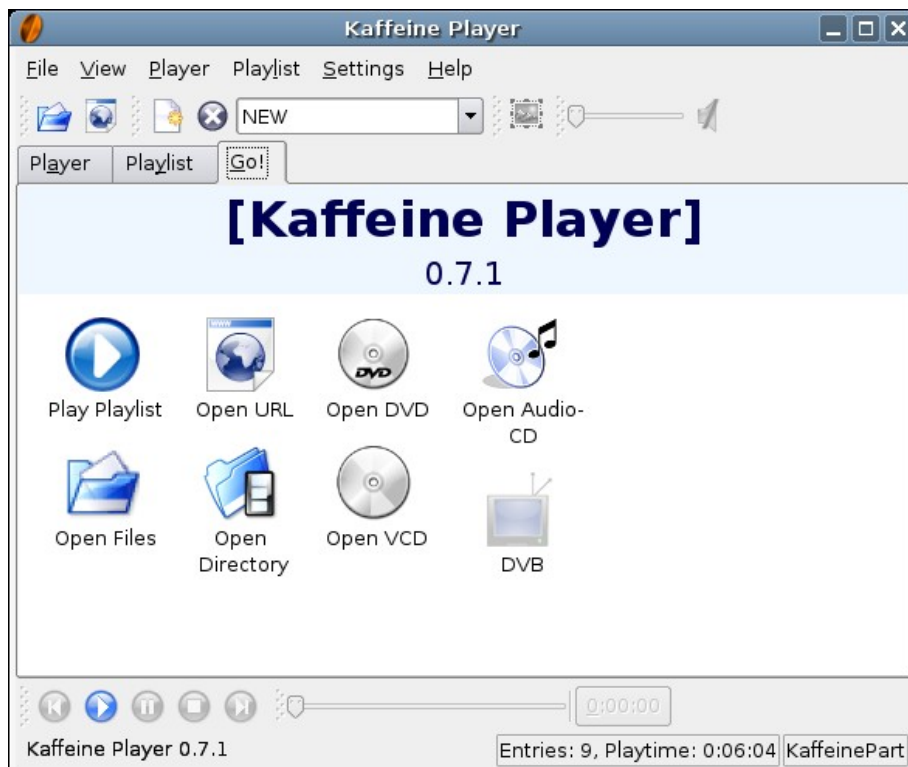 Kaffeine Player
File View Player Playlist Settings Help
NEW
Player Playlist Go!
[Kaffeine Player]
0.7.1
www
Play Playlist
Open URL
DVD
Open DVD
Open Audio-
CD
Open Files
Open
Directory
Open VCD
DVB
0:00:00
Kaffeine Player 0.7.1
Entries: 9, Playtime: 0:06:04
KaffeinePart